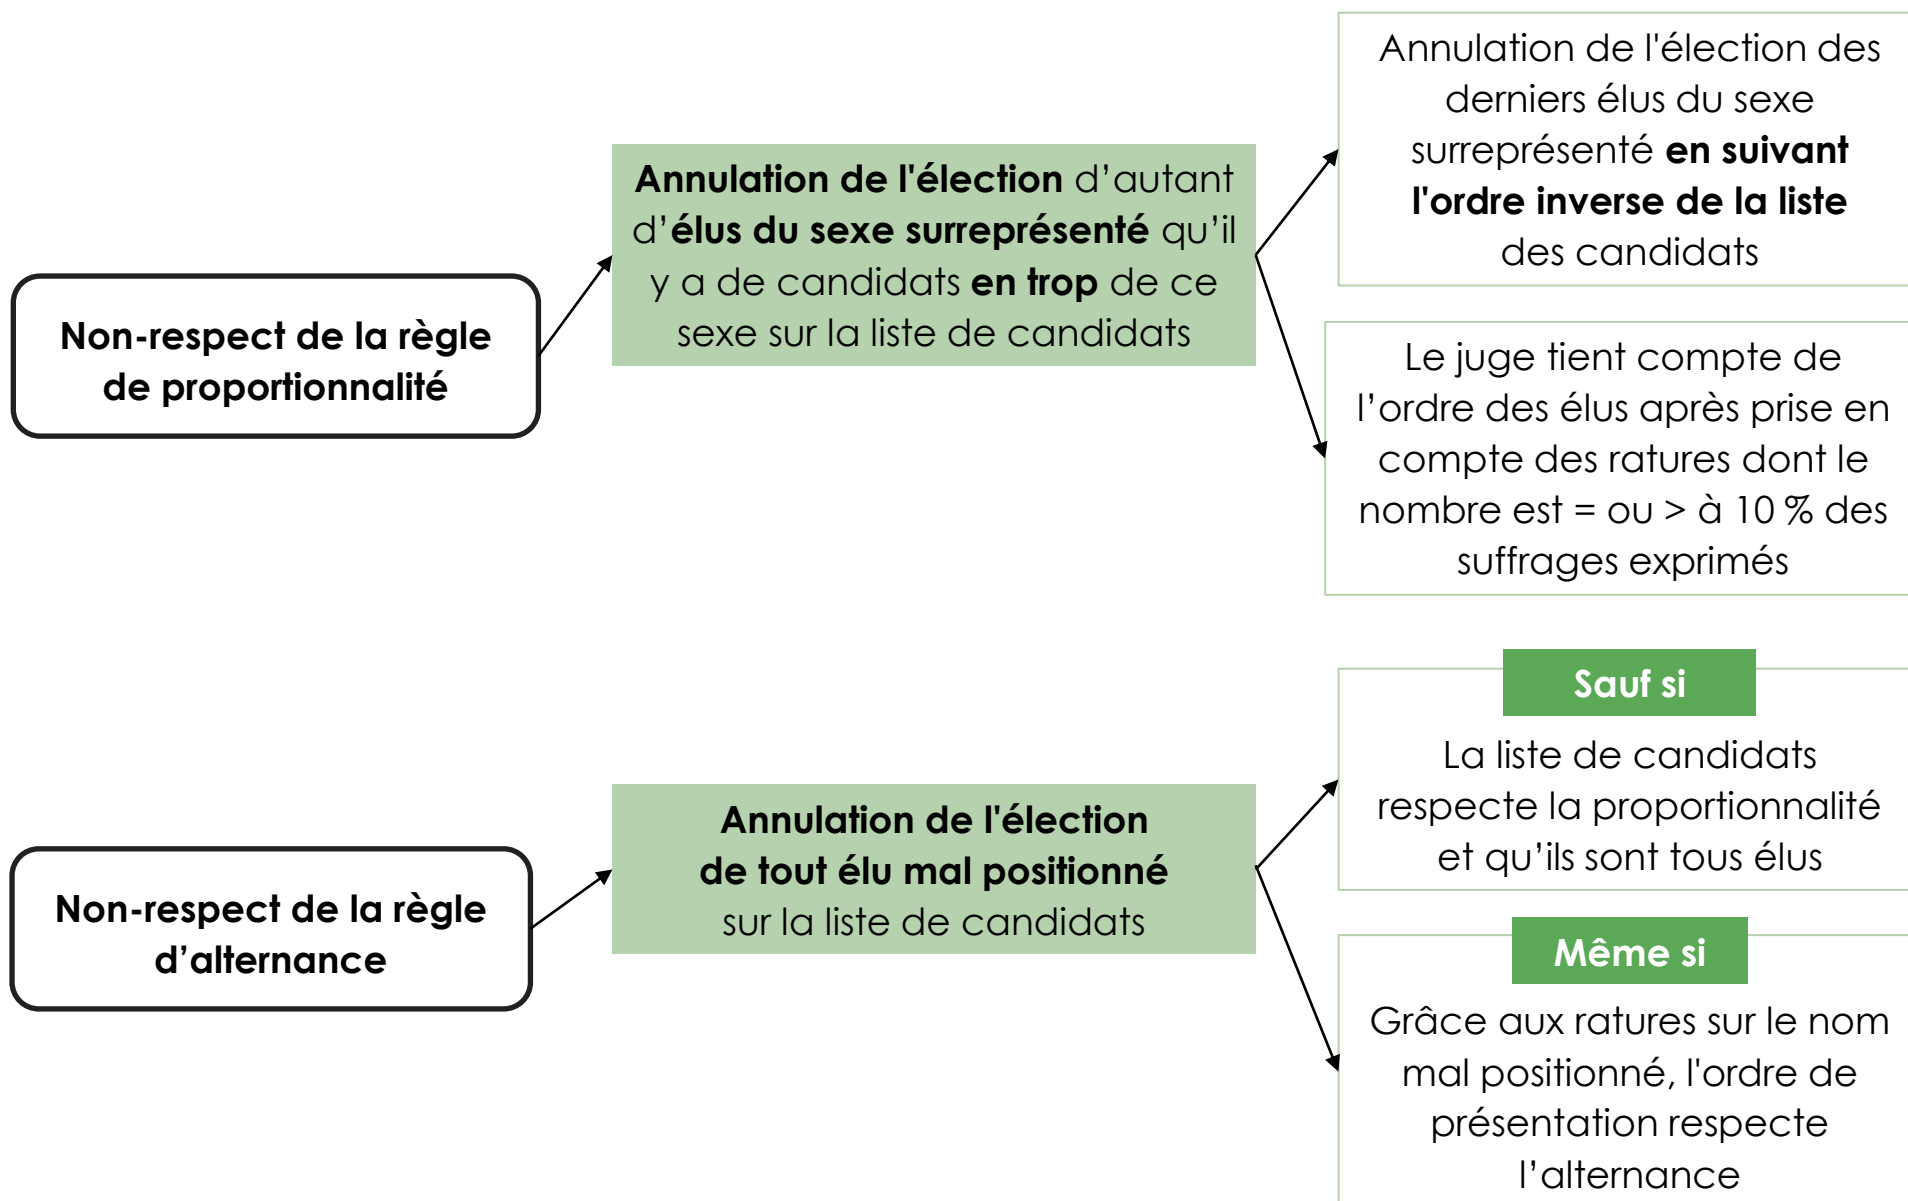 Non-respect de la règle
de proportionnalité
Annulation de l'élection d’autant
d’élus du sexe surreprésenté qu’il
y a de candidats en trop de ce
sexe sur la liste de candidats
Annulation de l'élection des
derniers élus du sexe
surreprésenté en suivant
l'ordre inverse de la liste
des candidats
Le juge tient compte de
l’ordre des élus après prise en
compte des ratures dont le
nombre est = ou > à 10 % des
suffrages exprimés
Non-respect de la règle
d’alternance
Annulation de l'élection
de tout élu mal positionné
sur la liste de candidats
Sauf si
La liste de candidats
respecte la proportionnalité
et qu’ils sont tous élus
Même si
Grâce aux ratures sur le nom
mal positionné, l'ordre de
présentation respecte
l’alternance